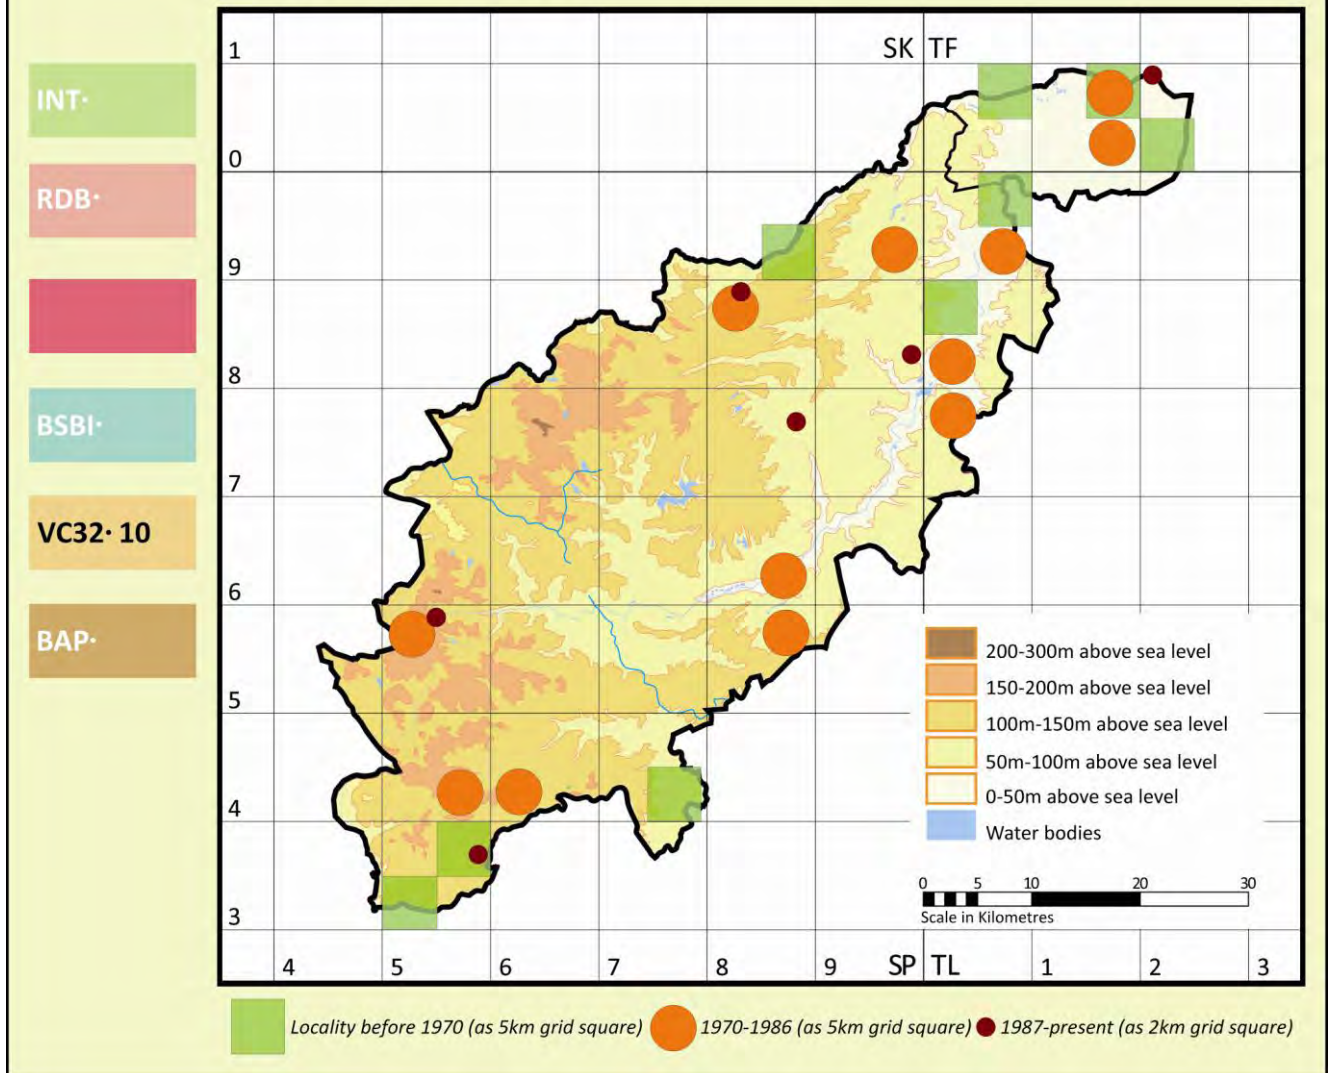 INT·
RDB·
BSBI·
VC32· 10
BAP·
SK TF
1
0
9
8
7
6
5
4
3
4 5 6 7 8 9 SP TL 1 2 3
200-300m above sea level
150-200m above sea level
100m-150m above sea level
50m-100m above sea level
0-50m above sea level
Water bodies
0 5 10 20 30
Scale in Kilometres
Locality before 1970 (as 5km grid square) 1970-1986 (as 5km grid square) 1987-present (as 2km grid square)